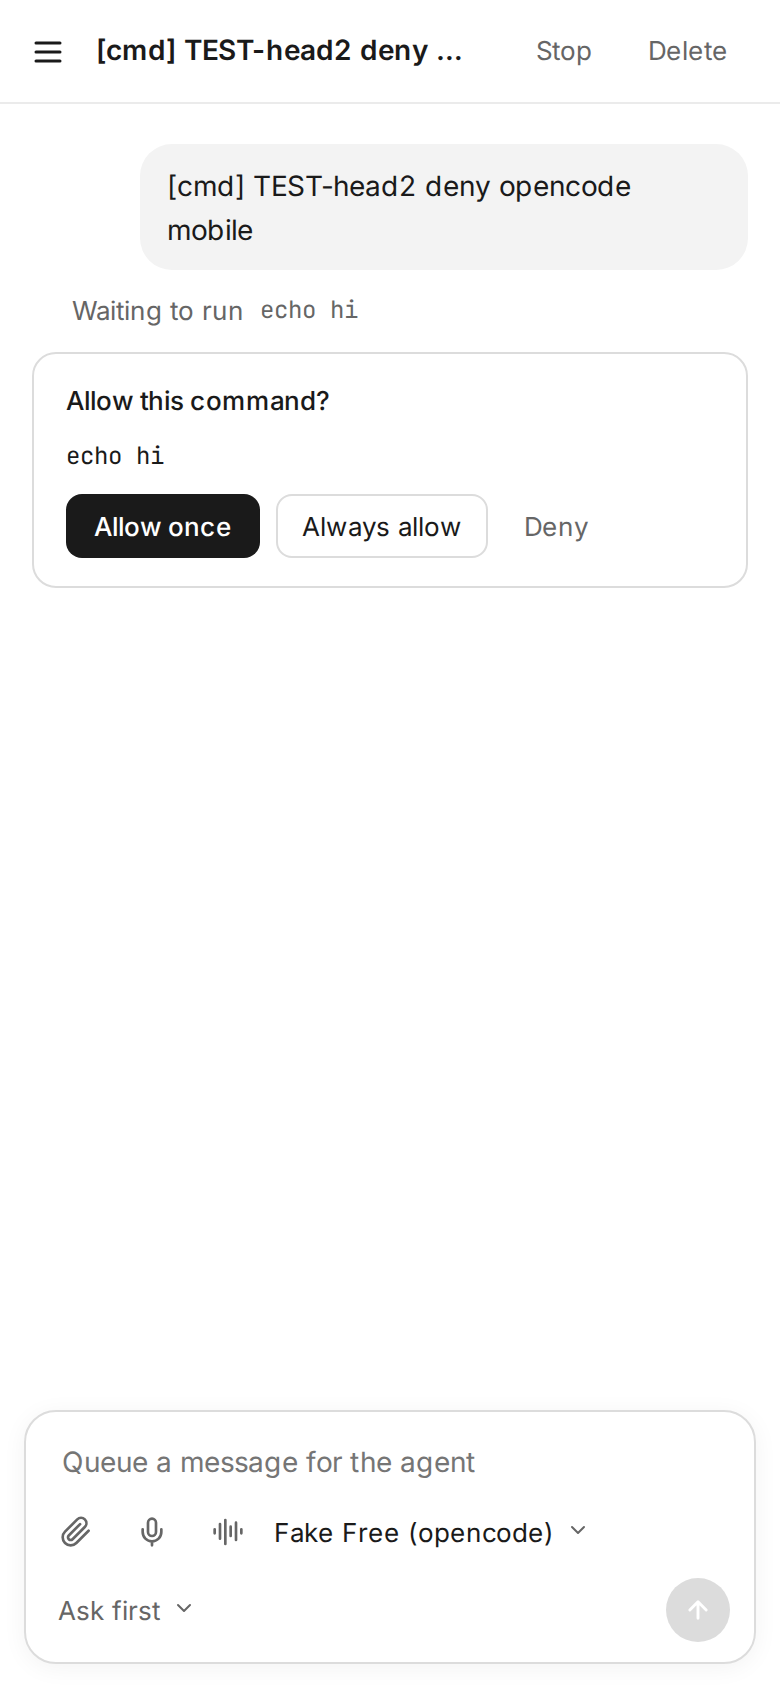 [cmd] TEST-head2 deny ...
Stop
Delete
[cmd] TEST-head2 deny opencode
mobile
Waiting to run echo hi
Allow this command?
echo hi
Allow once
Always allow
Deny
Queue a message for the agent
Fake Free (opencode)
Ask first